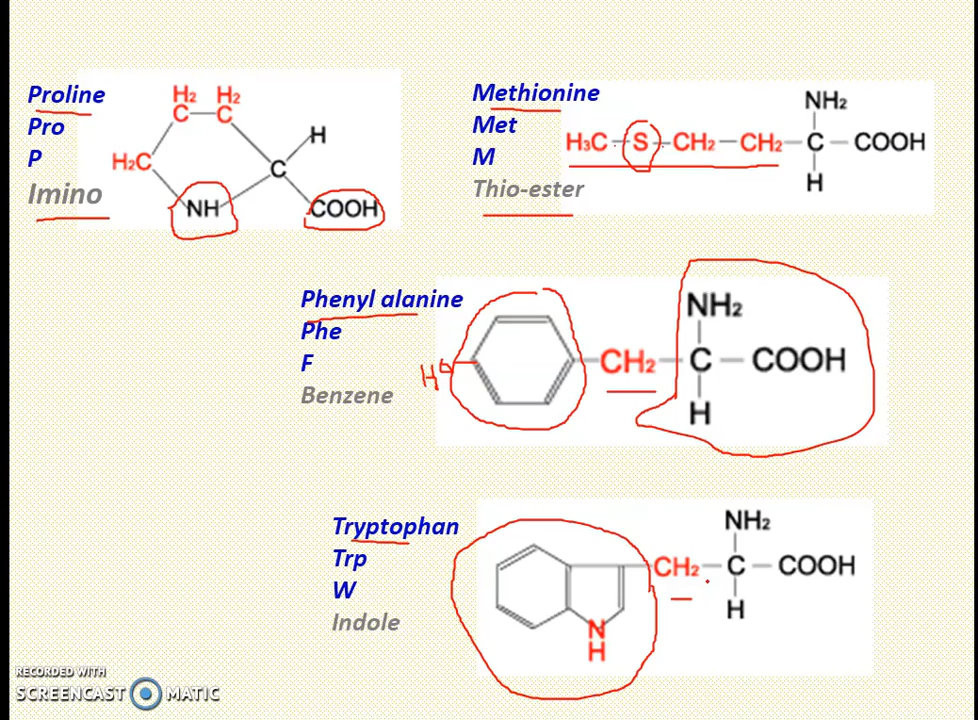 Proline
Pro
P
Imino
H2 H2
C C
H2C
H
C
NH
COOH
Methionine
Met
M
Thio-ester
NH2
H3C S CH2 CH2 C COOH
H
Phenyl alanine
Phe
F
Benzene
NH2
CH2 C COOH
H
Tryptophan
Trp
W
Indole
NH2
CH2 C COOH
H
N
H
RECORDED WITH
SCREENCAST MATIC